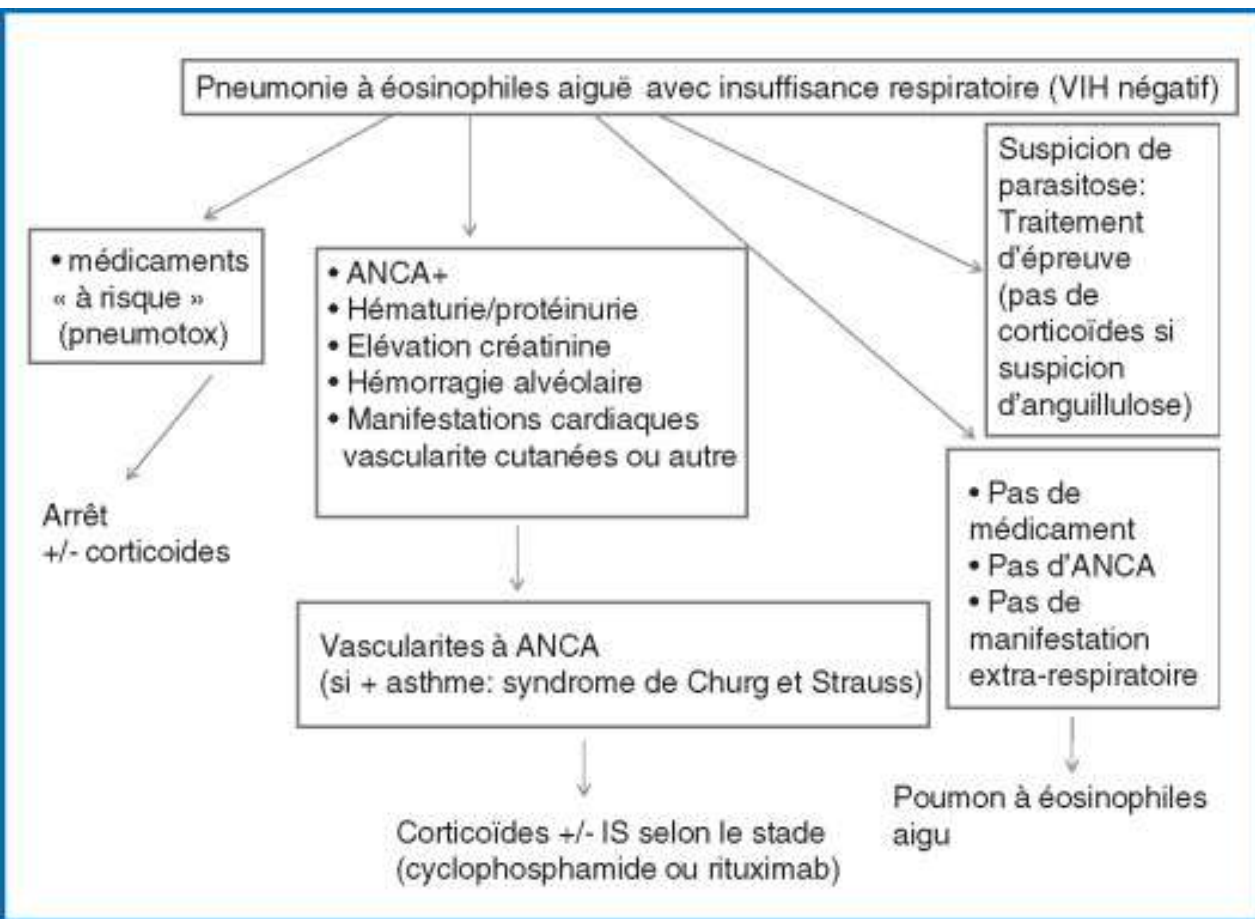 Pneumonie à éosinophiles aiguë avec insuffisance respiratoire (VIH négatif)
• médicaments
« à risque »
(pneumotox)
Arrêt
+/- corticoides
• ANCA+
• Hématurie/protéinurie
• Elévation créatinine
• Hémorragie alvéolaire
• Manifestations cardiaques
vascularite cutanées ou autre
Vascularites à ANCA
(si + asthme: syndrome de Churg et Strauss)
Corticoïdes +/- IS selon le stade
(cyclophosphamide ou rituximab)
Suspicion de
parasitose:
Traitement
d'épreuve
(pas de
corticoïdes si
suspicion
d'anguillulose)
• Pas de
médicament
• Pas d'ANCA
• Pas de
manifestation
extra-respiratoire
Poumon à éosinophiles
aigu